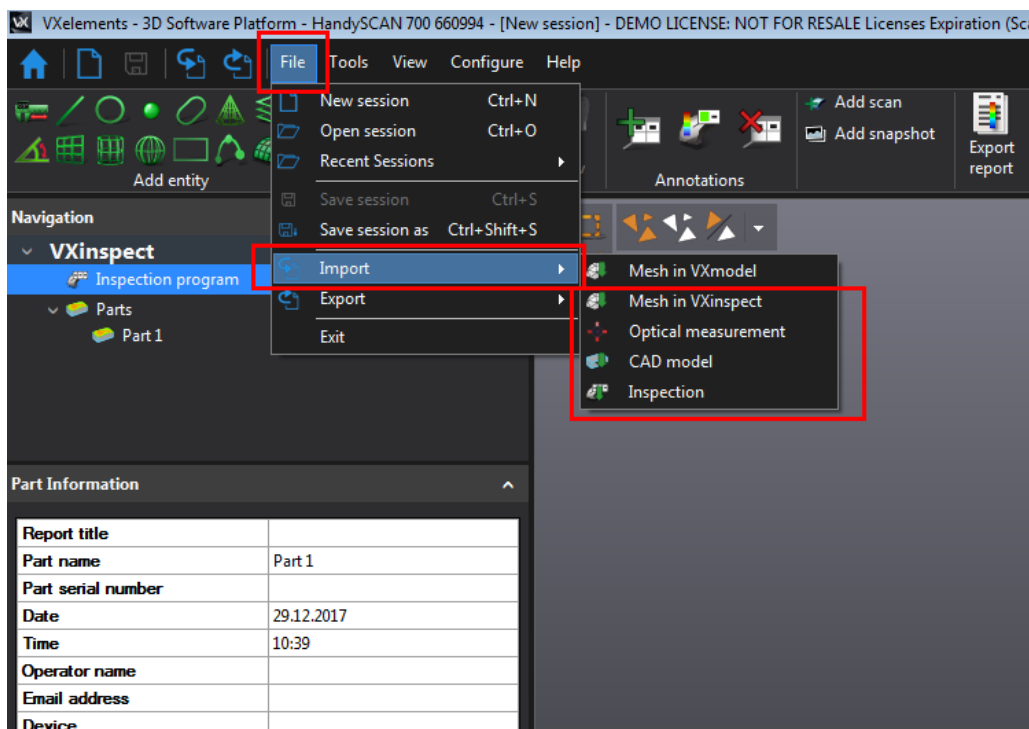 VXelements - 3D Software Platform - HandySCAN 700 660994 - [New session] - DEMO LICENSE: NOT FOR RESALE Licenses Expiration (Sca
File Tools View Configure Help
New session Ctrl+N
Open session Ctrl+O
Recent Sessions
Save session Ctrl+S
Save session as Ctrl+Shift+S
Import
Export
Exit
Mesh in VXmodel
Mesh in VXinspect
Optical measurement
CAD model
Inspection
Add entity
Annotations
Add scan
Add snapshot
Export
report
Navigation
VXinspect
Inspection program
Parts
Part 1
Part Information
Report title
Part name Part 1
Part serial number
Date 29.12.2017
Time 10:39
Operator name
Email address
Device